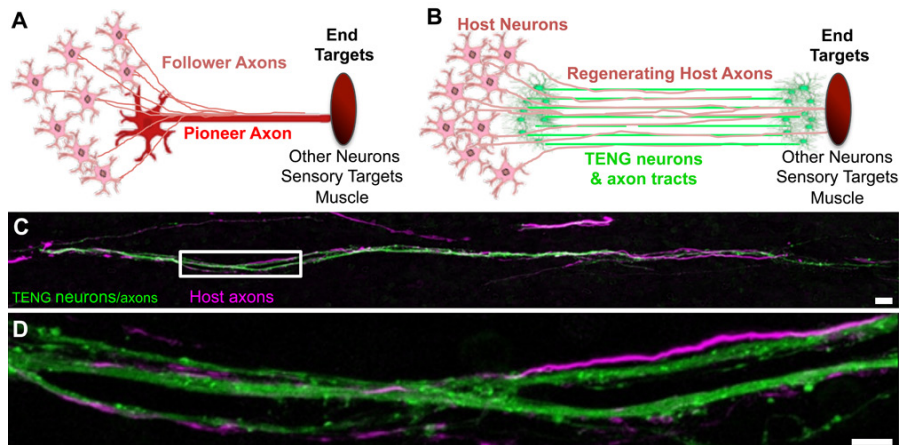 A
Follower Axons
Pioneer Axon
End
Targets
Other Neurons
Sensory Targets
Muscle
B
Host Neurons
Regenerating Host Axons
TENG neurons
& axon tracts
End
Targets
Other Neurons
Sensory Targets
Muscle
C
TENG neurons/axons
Host axons
D